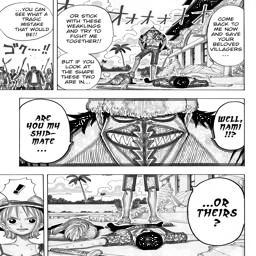 COME BACK
TO ME
NOW AND
SAVE YOUR
BELOVED
VILLAGERS
OR STICK
WITH THESE
WEAKLINGS
AND TRY TO
FIGHT ME
TOGETHER!!
BUT IF YOU
LOOK AT
THE SHAPE
THESE TWO
ARE IN...
...YOU CAN
SEE WHAT A
TRAGIC
MISTAKE
THAT WOULD
BE!!
ゴク…!!
WELL,
NAMI
!!?
ARE
YOU MY
SHIP-
MATE
...
...OR
THEIRS
?